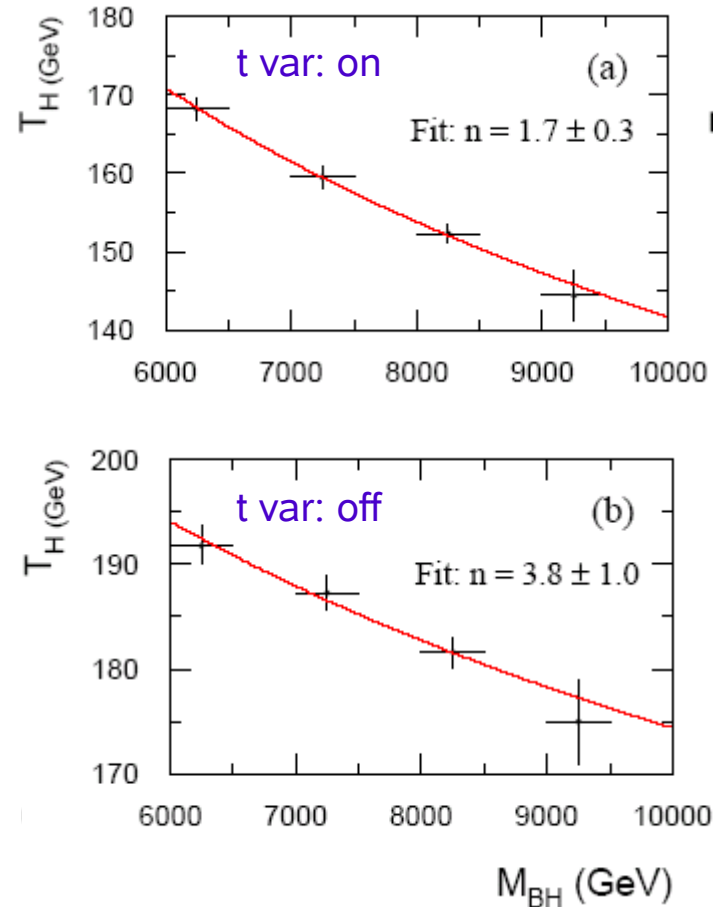 180
170
160
150
140
T_H (GeV)
t var: on
(a)
Fit: n = 1.7 ± 0.3
6000 7000 8000 9000 10000
200
190
180
170
T_H (GeV)
t var: off
(b)
Fit: n = 3.8 ± 1.0
6000 7000 8000 9000 10000
M_BH (GeV)